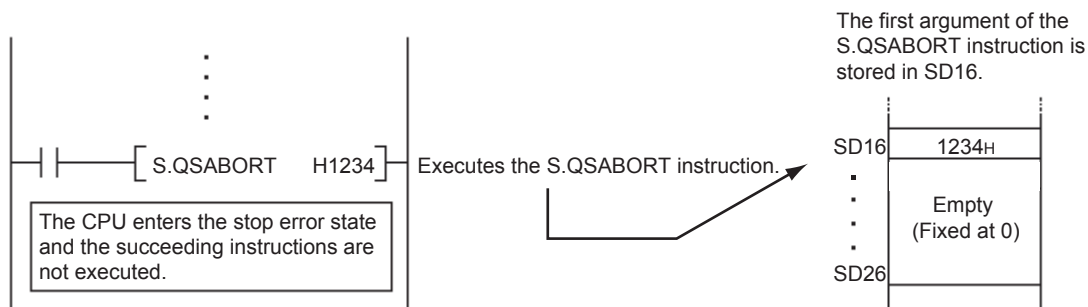 The first argument of the
S.QSABORT instruction is
stored in SD16.
S.QSABORT H1234
Executes the S.QSABORT instruction.
SD16 1234H
The CPU enters the stop error state
and the succeeding instructions are
not executed.
Empty
(Fixed at 0)
SD26